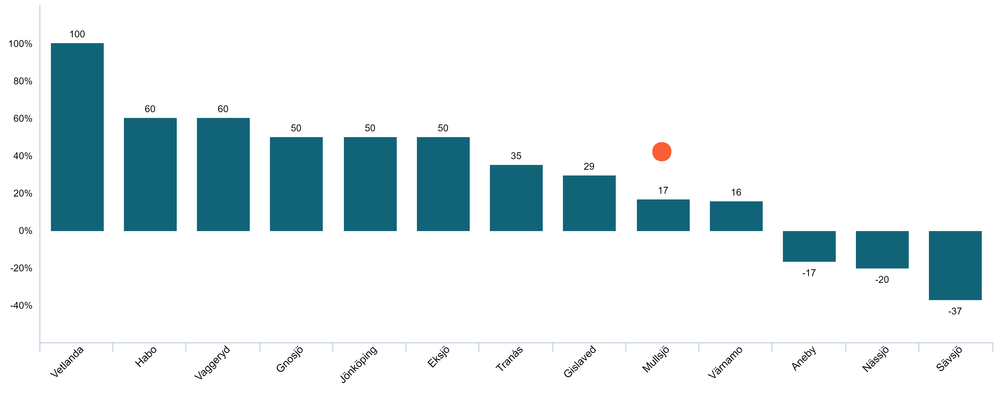 100
60
60
50
50
50
35
29
17
16
-17
-20
-37
100%
80%
60%
40%
20%
0%
-20%
-40%
Vetlanda
Habo
Vaggeryd
Gnosjö
Jönköping
Eksjö
Tranås
Gislaved
Mullsjö
Värnamo
Aneby
Nässjö
Sävsjö